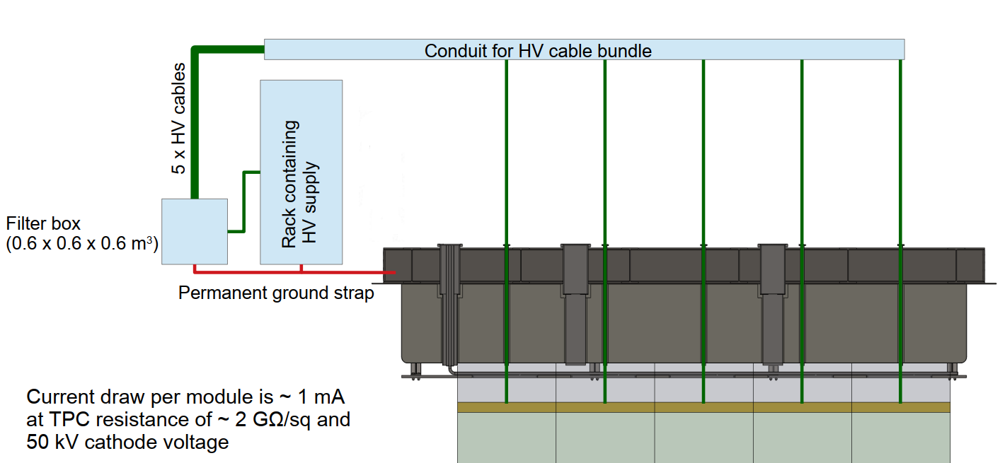 Conduit for HV cable bundle
5 x HV cables
Rack containing
HV supply
Filter box
(0.6 x 0.6 x 0.6 m³)
Permanent ground strap
Current draw per module is ~ 1 mA
at TPC resistance of ~ 2 GΩ/sq and
50 kV cathode voltage